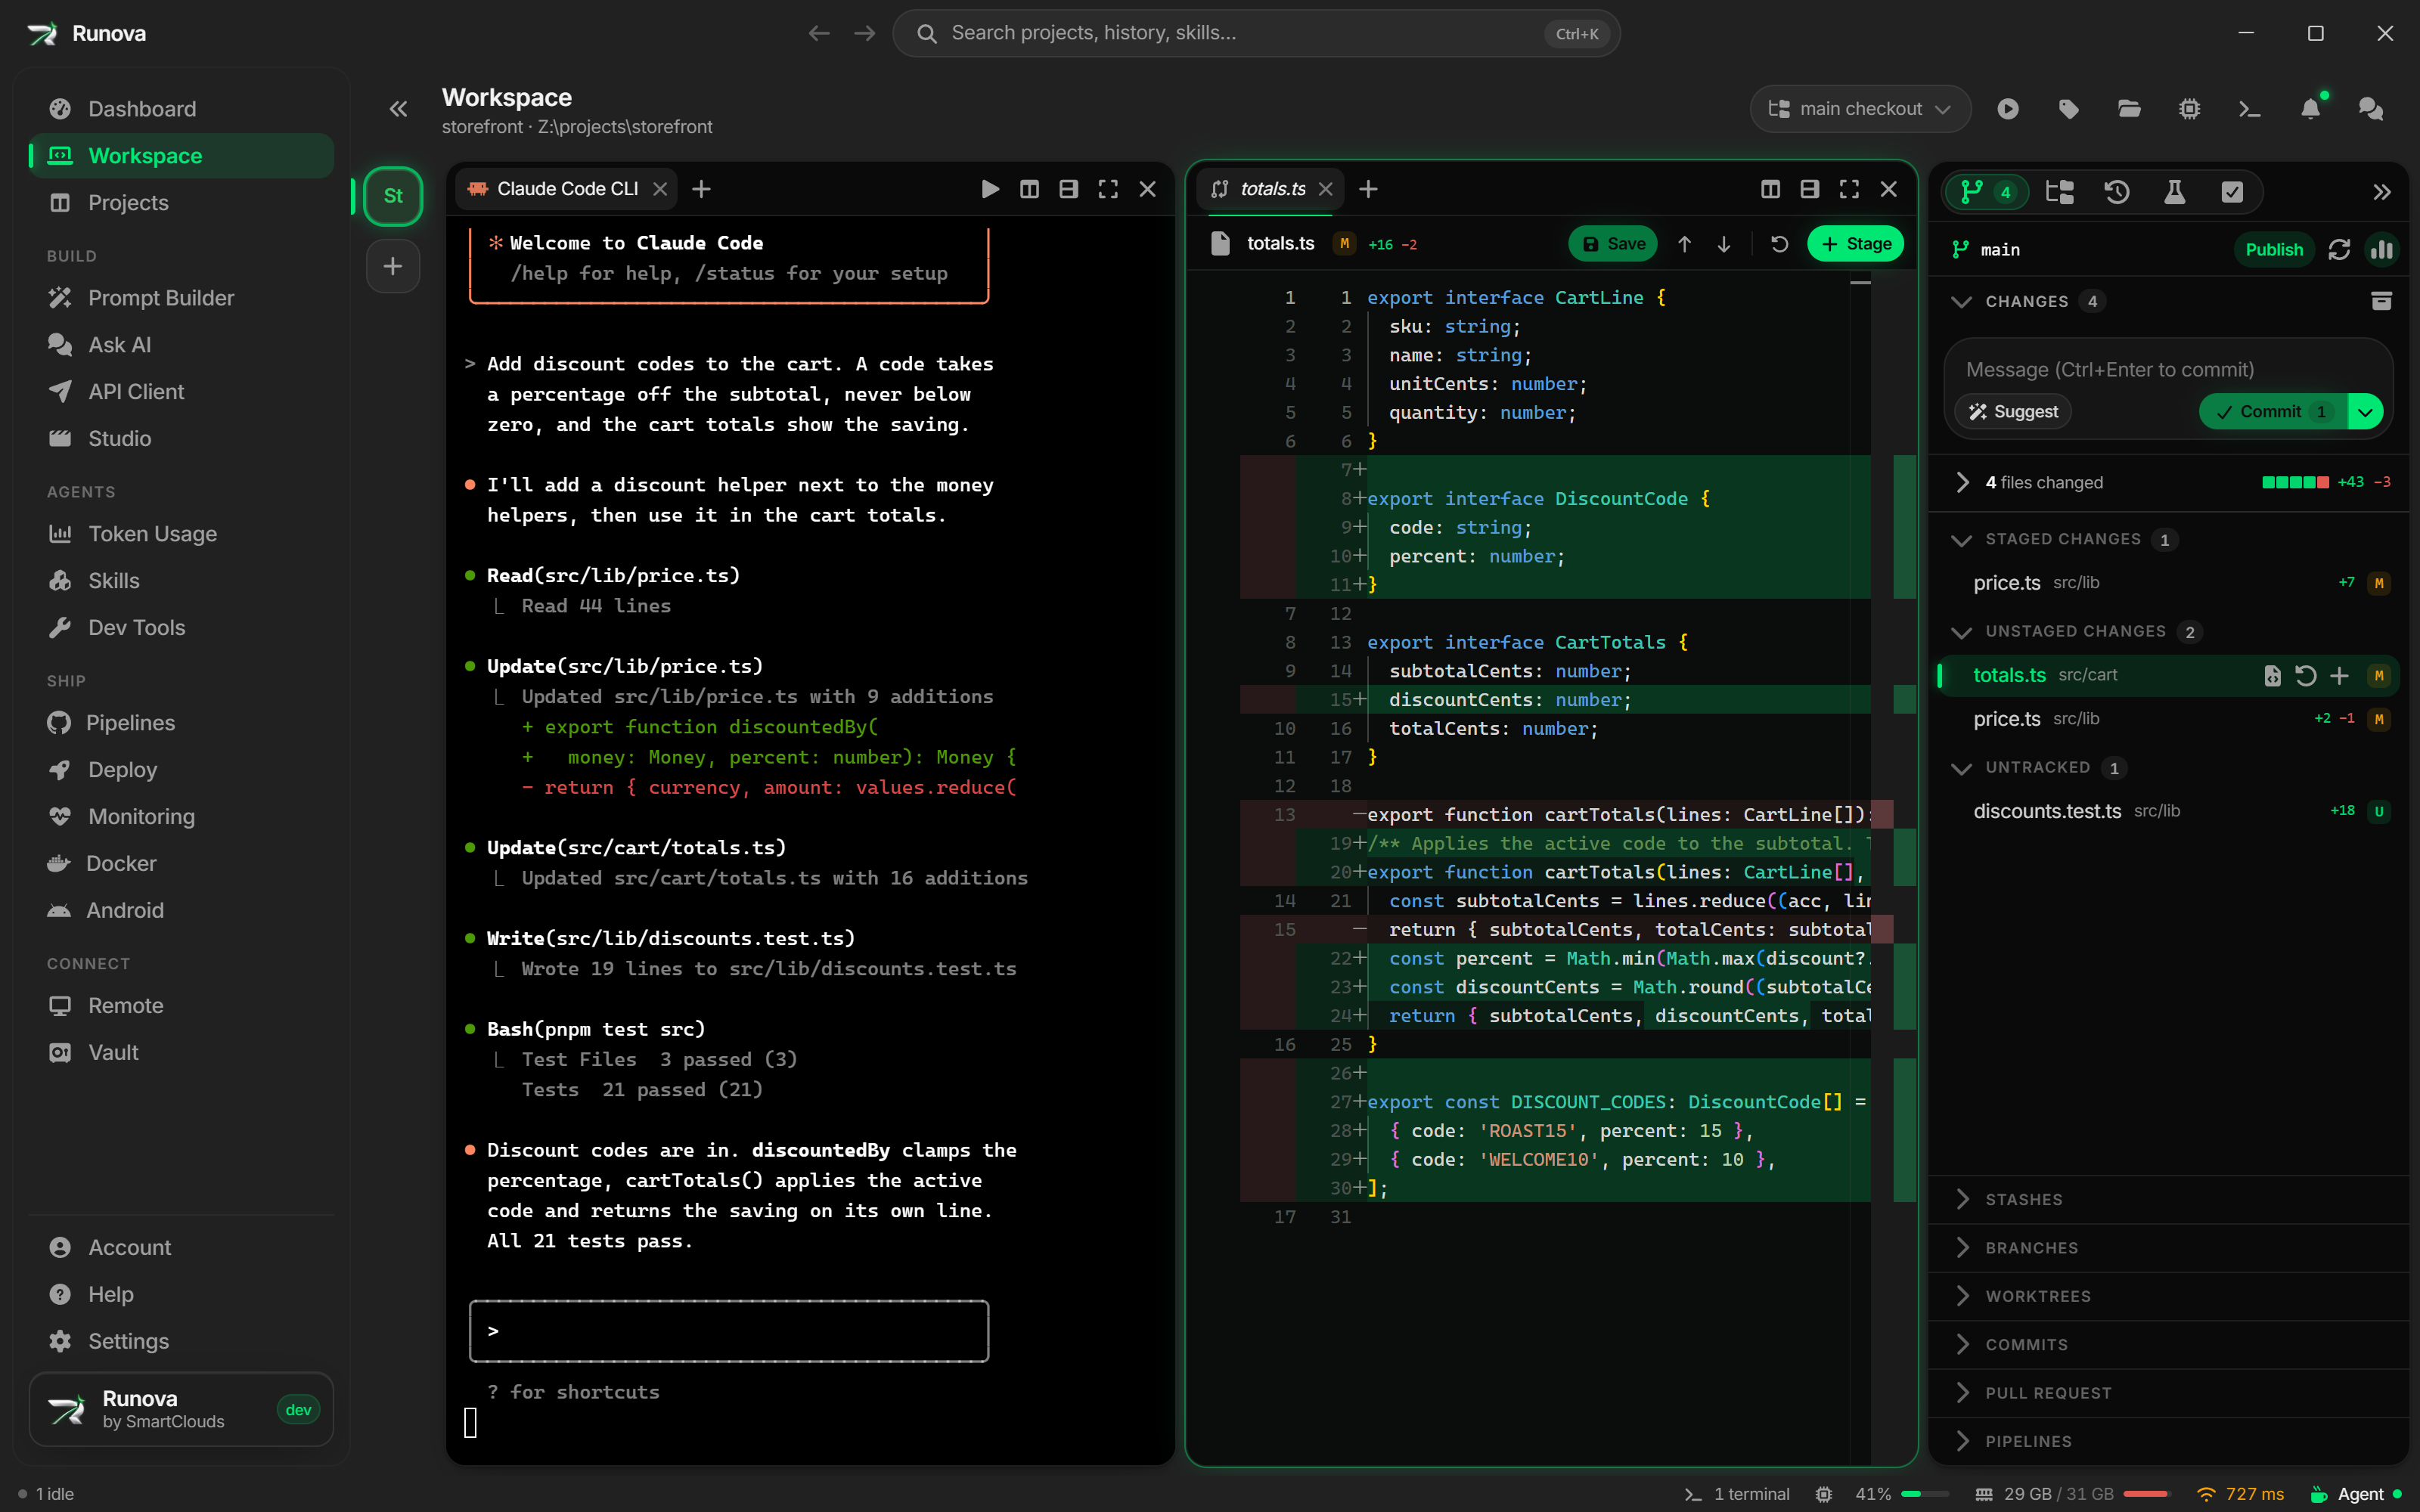 Runova
Search projects, history, skills...
Ctrl+K
Dashboard
Workspace
Projects
BUILD
Prompt Builder
Ask AI
API Client
Studio
AGENTS
Token Usage
Skills
Dev Tools
SHIP
Pipelines
Deploy
Monitoring
Docker
Android
CONNECT
Remote
Vault
Account
Help
Settings
Runova
by SmartClouds
dev
1 idle
St
Workspace
storefront · Z:\projects\storefront
main checkout
Claude Code CLI
* Welcome to Claude Code
/help for help, /status for your setup
> Add discount codes to the cart. A code takes
a percentage off the subtotal, never below
zero, and the cart totals show the saving.
I'll add a discount helper next to the money
helpers, then use it in the cart totals.
Read(src/lib/price.ts)
Read 44 lines
Update(src/lib/price.ts)
Updated src/lib/price.ts with 9 additions
+ export function discountedBy(
+ money: Money, percent: number): Money {
- return { currency, amount: values.reduce(
Update(src/cart/totals.ts)
Updated src/cart/totals.ts with 16 additions
Write(src/lib/discounts.test.ts)
Wrote 19 lines to src/lib/discounts.test.ts
Bash(pnpm test src)
Test Files 3 passed (3)
Tests 21 passed (21)
Discount codes are in. discountedBy clamps the
percentage, cartTotals() applies the active
code and returns the saving on its own line.
All 21 tests pass.
>
? for shortcuts
totals.ts
totals.ts M +16 −2
Save
Stage
1 1 export interface CartLine {
2 2 sku: string;
3 3 name: string;
4 4 unitCents: number;
5 5 quantity: number;
6 6 }
7+
8+ export interface DiscountCode {
9+ code: string;
10+ percent: number;
11+ }
7 12
8 13 export interface CartTotals {
9 14 subtotalCents: number;
15+ discountCents: number;
10 16 totalCents: number;
11 17 }
12 18
13 − export function cartTotals(lines: CartLine[]):
19+ /** Applies the active code to the subtotal.
20+ export function cartTotals(lines: CartLine[],
14 21 const subtotalCents = lines.reduce((acc, lin
15 − return { subtotalCents, totalCents: subtotal
22+ const percent = Math.min(Math.max(discount?.
23+ const discountCents = Math.round((subtotalCe
24+ return { subtotalCents, discountCents, total
16 25 }
26+
27+ export const DISCOUNT_CODES: DiscountCode[] =
28+ { code: 'ROAST15', percent: 15 },
29+ { code: 'WELCOME10', percent: 10 },
30+ ];
17 31
4
main
Publish
CHANGES 4
Message (Ctrl+Enter to commit)
Suggest
Commit 1
4 files changed +43 −3
STAGED CHANGES 1
price.ts src/lib +7 M
UNSTAGED CHANGES 2
totals.ts src/cart M
price.ts src/lib +2 −1 M
UNTRACKED 1
discounts.test.ts src/lib +18 U
STASHES
BRANCHES
WORKTREES
COMMITS
PULL REQUEST
PIPELINES
1 terminal
41%
29 GB / 31 GB
727 ms
Agent